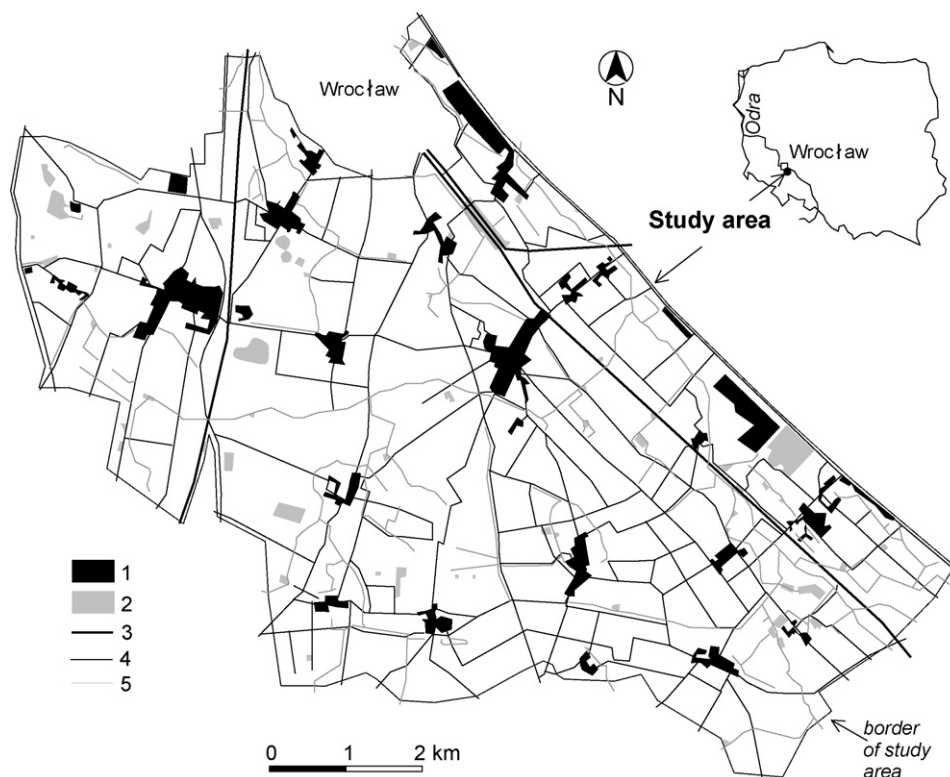 Wrocław
N
Odra
Wrocław
Study area
1
2
3
4
5
0 1 2 km
border
of study
area